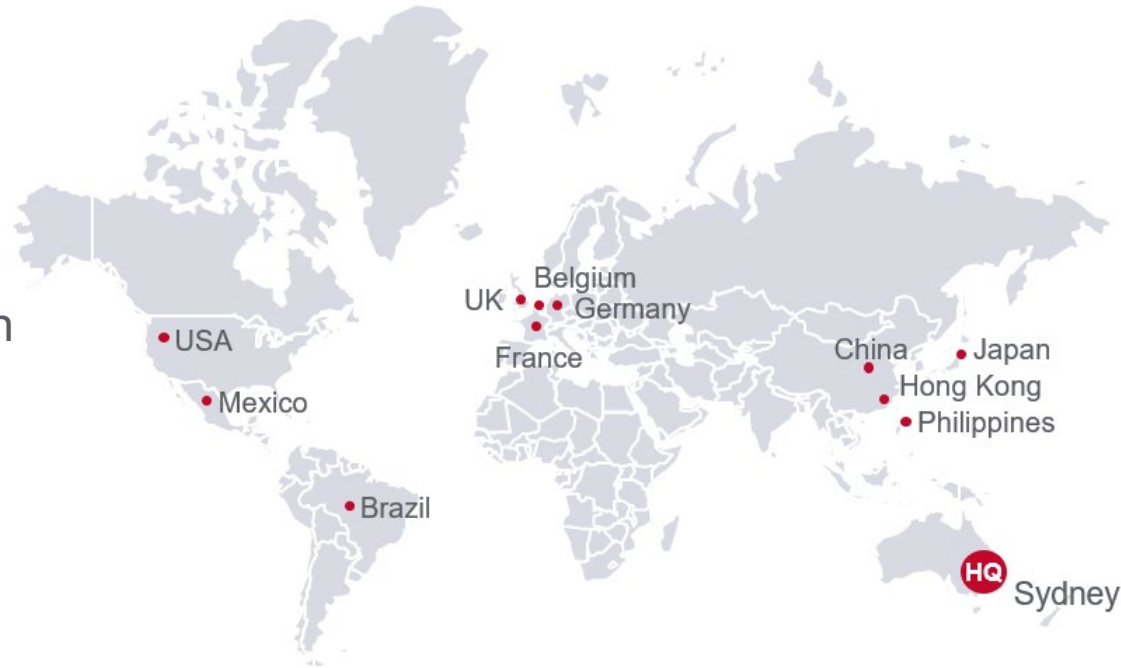 Belgium
UK
Germany
n
USA
France
China
Japan
Hong Kong
Mexico
Philippines
Brazil
HQ
Sydney